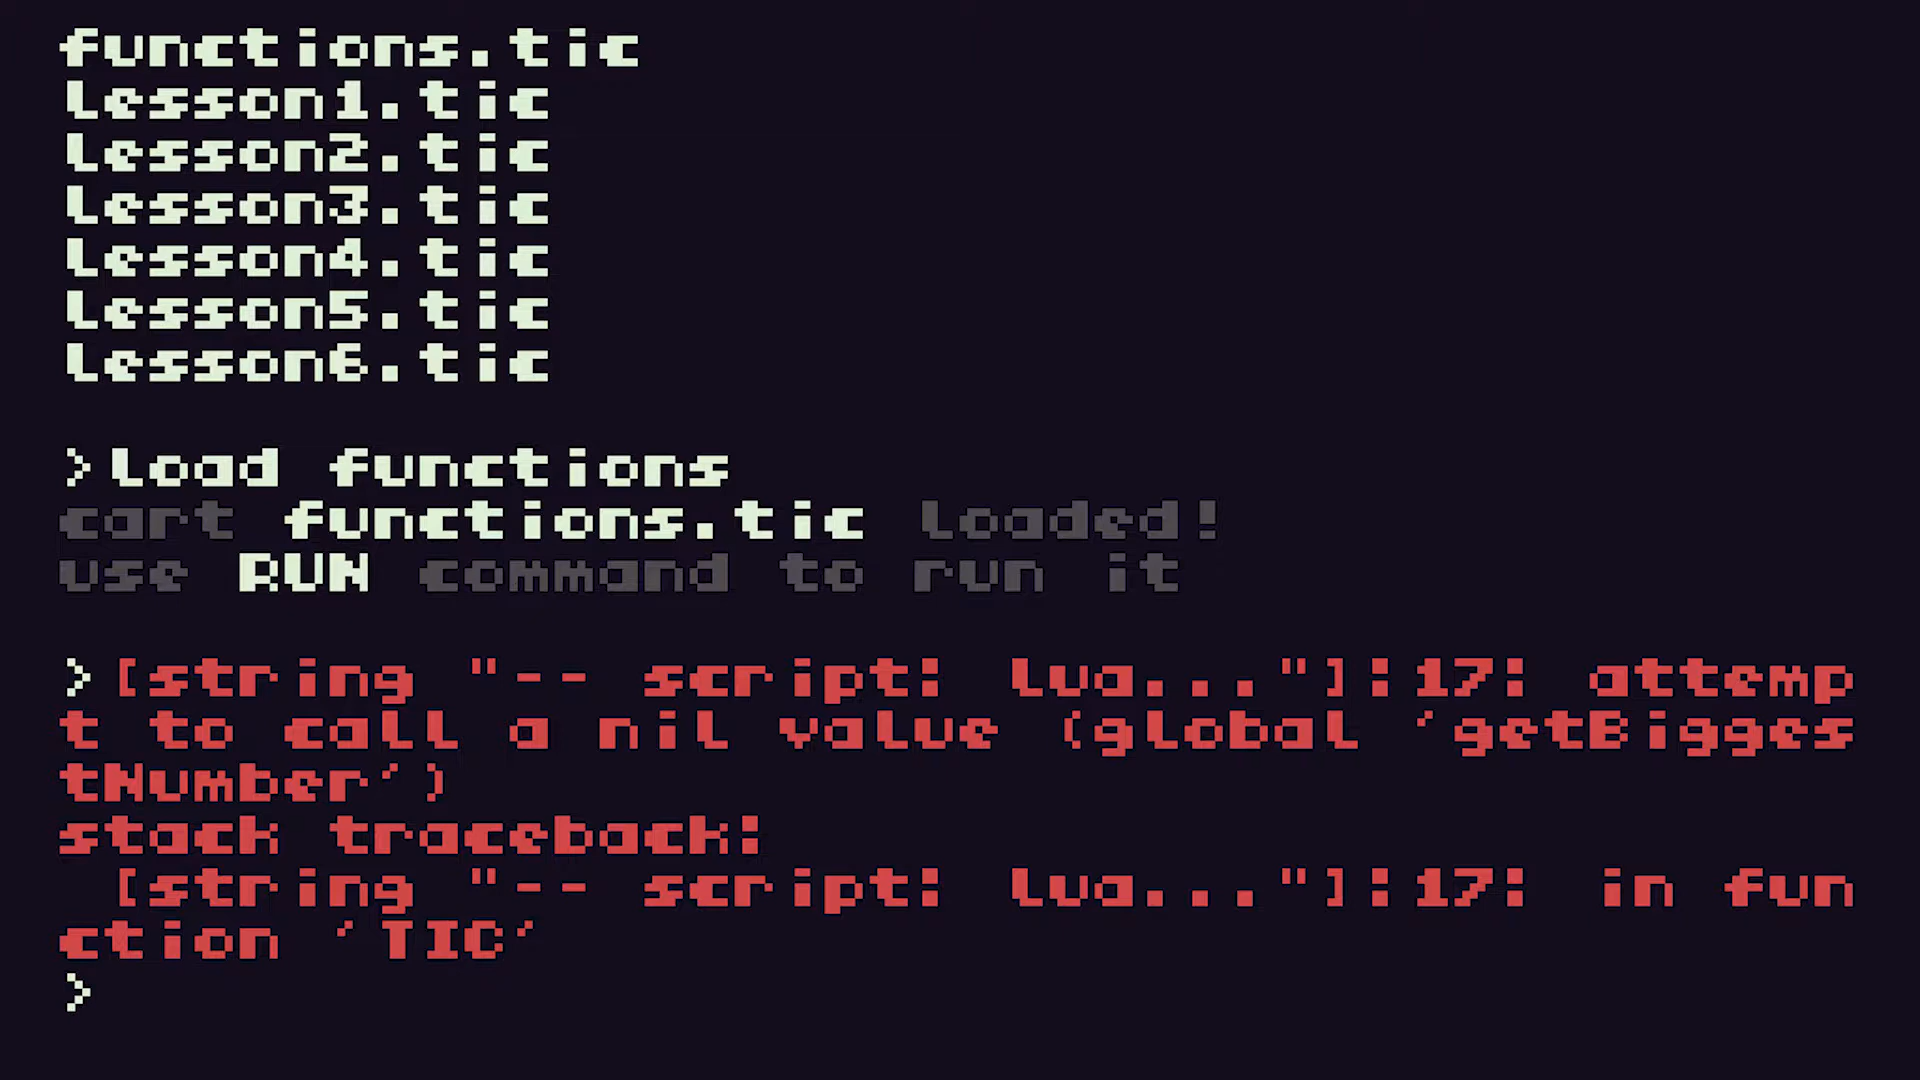 functions.tic
lesson1.tic
lesson2.tic
lesson3.tic
lesson4.tic
lesson5.tic
lesson6.tic
>load functions
cart functions.tic loaded!
use RUN command to run it
>[string "-- script: lua..."]:17: attemp
t to call a nil value (global 'getBigges
tNumber')
stack traceback:
[string "-- script: lua..."]:17: in fun
ction 'TIC'
>